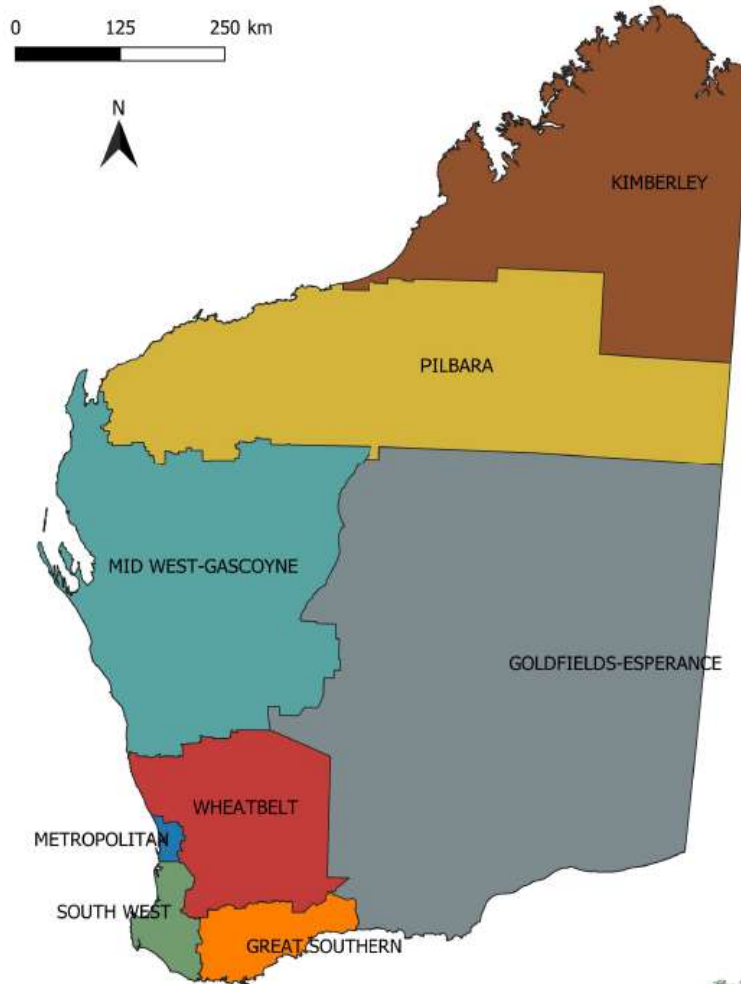 0 125 250 km
N
KIMBERLEY
PILBARA
MID WEST-GASCOYNE
GOLDFIELDS-ESPERANCE
WHEATBELT
METROPOLITAN
SOUTH WEST
GREAT SOUTHERN